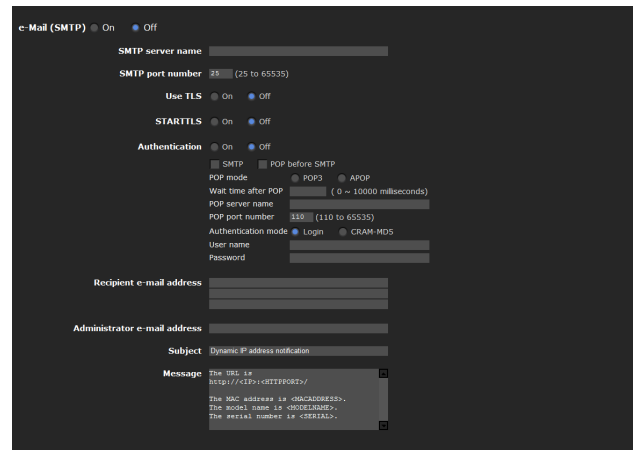 e-Mail (SMTP) On Off
SMTP server name
SMTP port number 25 (25 to 65535)
Use TLS On Off
STARTTLS On Off
Authentication On Off
SMTP POP before SMTP
POP mode POP3 APOP
Wait time after POP ( 0 ~ 10000 milliseconds)
POP server name
POP port number 110 (110 to 65535)
Authentication mode Login CRAM-MD5
User name
Password
Recipient e-mail address
Administrator e-mail address
Subject Dynamic IP address notification
Message The URL is
http://<IP>:<HTTPPORT>/
The MAC address is <MACADDRESS>.
The model name is <MODELNAME>.
The serial number is <SERIAL>.